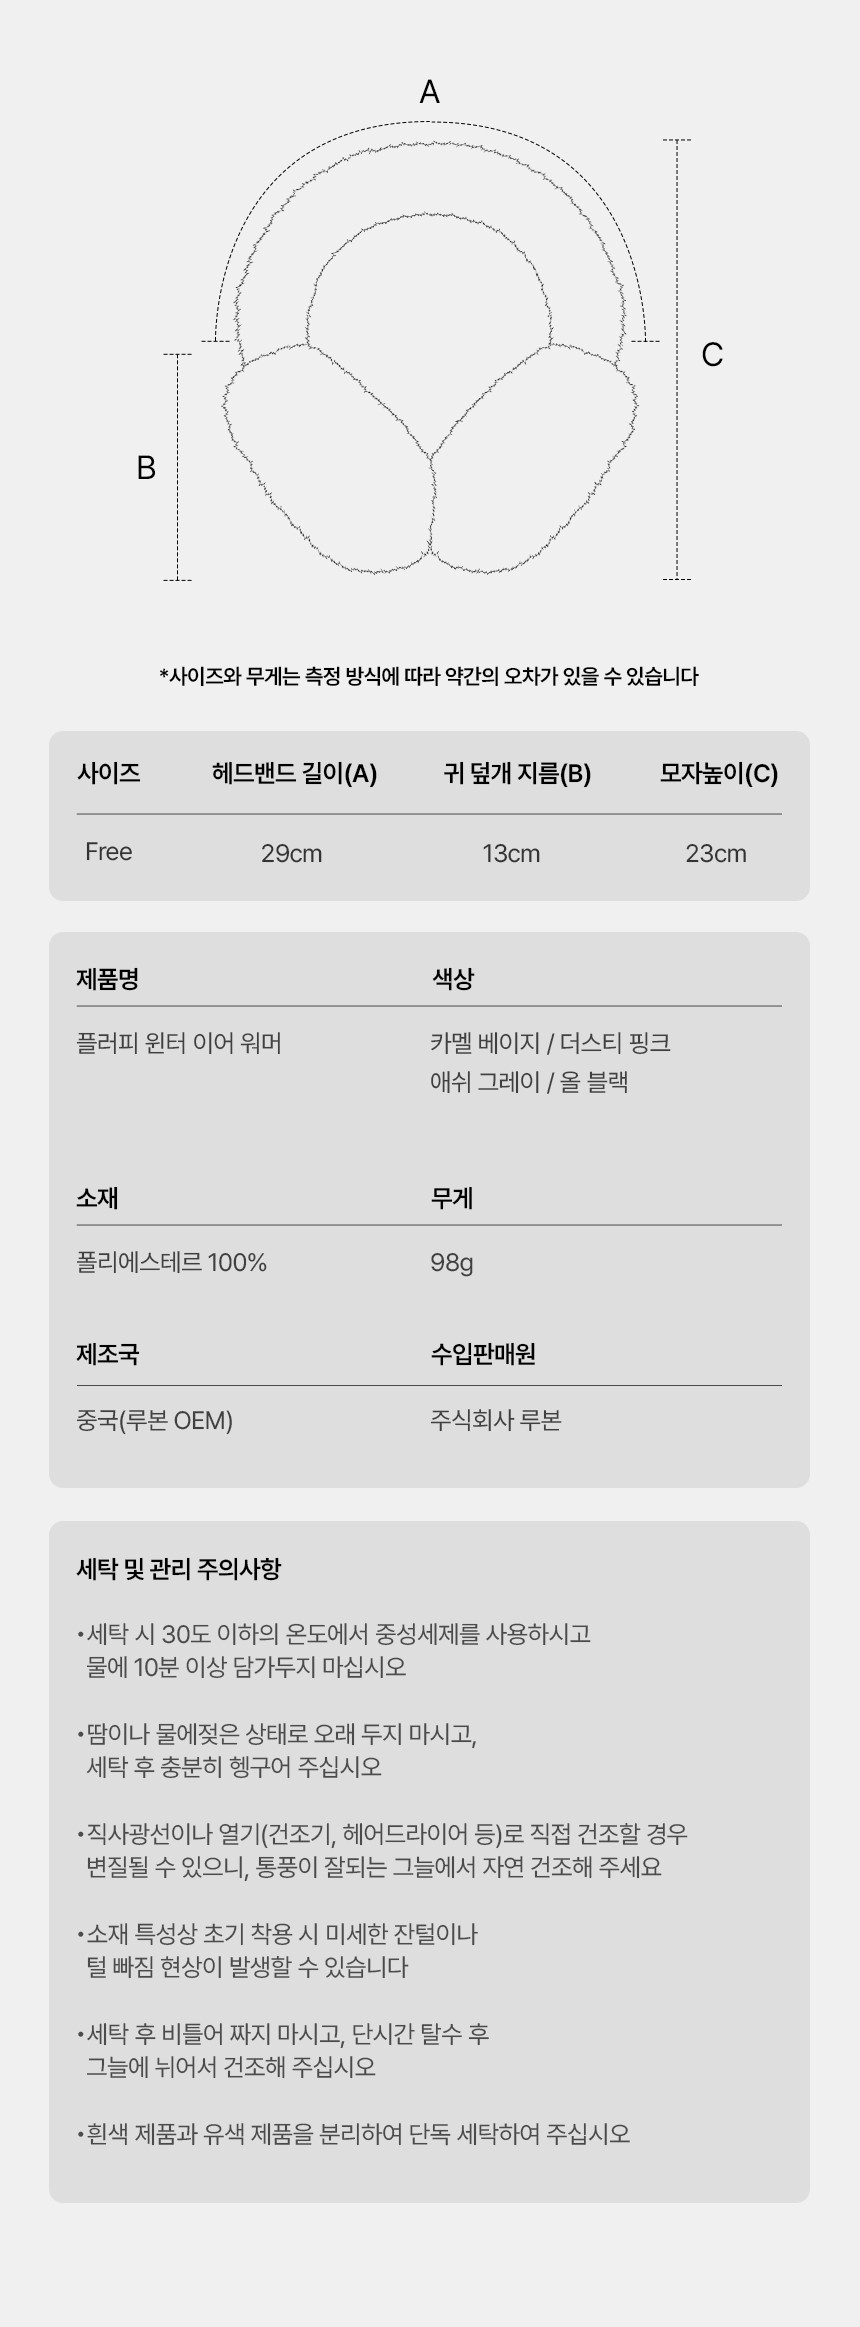 A
C
B
*사이즈와 무게는 측정 방식에 따라 약간의 오차가 있을 수 있습니다
사이즈 헤드밴드 길이(A) 귀 덮개 지름(B) 모자높이(C)
Free 29cm 13cm 23cm
제품명 색상
플러피 윈터 이어 워머 카멜 베이지 / 더스티 핑크
애쉬 그레이 / 올 블랙
소재 무게
폴리에스테르 100% 98g
제조국 수입판매원
중국(루본 OEM) 주식회사 루본
세탁 및 관리 주의사항
•세탁 시 30도 이하의 온도에서 중성세제를 사용하시고
물에 10분 이상 담가두지 마십시오
•땀이나 물에젖은 상태로 오래 두지 마시고,
세탁 후 충분히 헹구어 주십시오
•직사광선이나 열기(건조기, 헤어드라이어 등)로 직접 건조할 경우
변질될 수 있으니, 통풍이 잘되는 그늘에서 자연 건조해 주세요
•소재 특성상 초기 착용 시 미세한 잔털이나
털 빠짐 현상이 발생할 수 있습니다
•세탁 후 비틀어 짜지 마시고, 단시간 탈수 후
그늘에 뉘어서 건조해 주십시오
•흰색 제품과 유색 제품을 분리하여 단독 세탁하여 주십시오